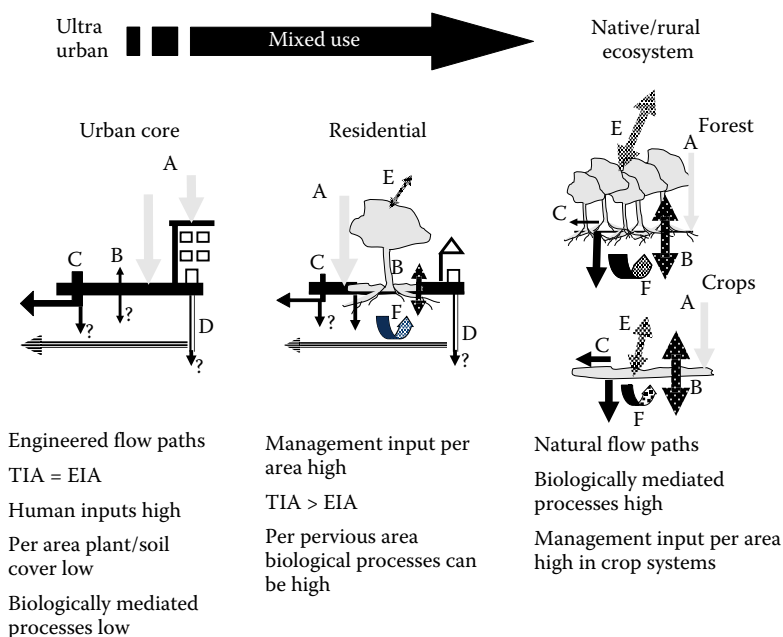 Ultra
urban
Mixed use
Native/rural
ecosystem
Urban core
A
C
B
?
?
D
?
Residential
A
E
C
B
F
?
D
?
E
Forest
A
C
B
F
Crops
A
E
C
B
F
Engineered flow paths
TIA = EIA
Human inputs high
Per area plant/soil
cover low
Biologically mediated
processes low
Management input per
area high
TIA > EIA
Per pervious area
biological processes can
be high
Natural flow paths
Biologically mediated
processes high
Management input per area
high in crop systems